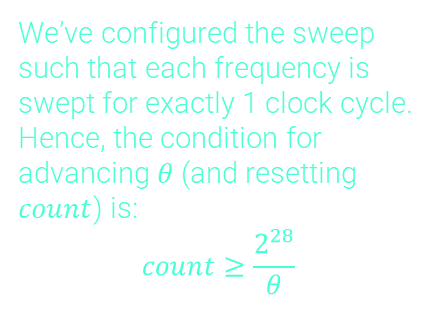 We've configured the sweep
such that each frequency is
swept for exactly 1 clock cycle.
Hence, the condition for
advancing θ (and resetting
count) is:
count ≥ 2^28 / θ